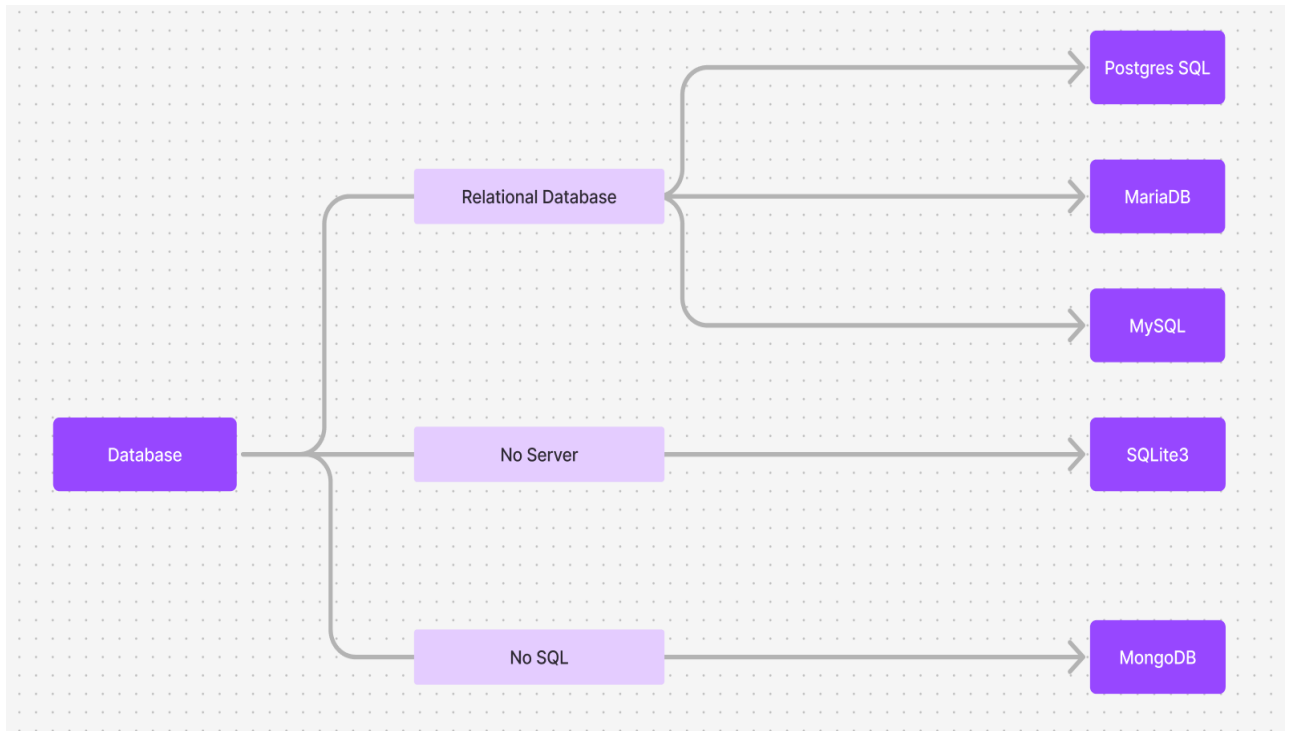 Postgres SQL
Relational Database
MariaDB
MySQL
Database
No Server
SQLite3
No SQL
MongoDB